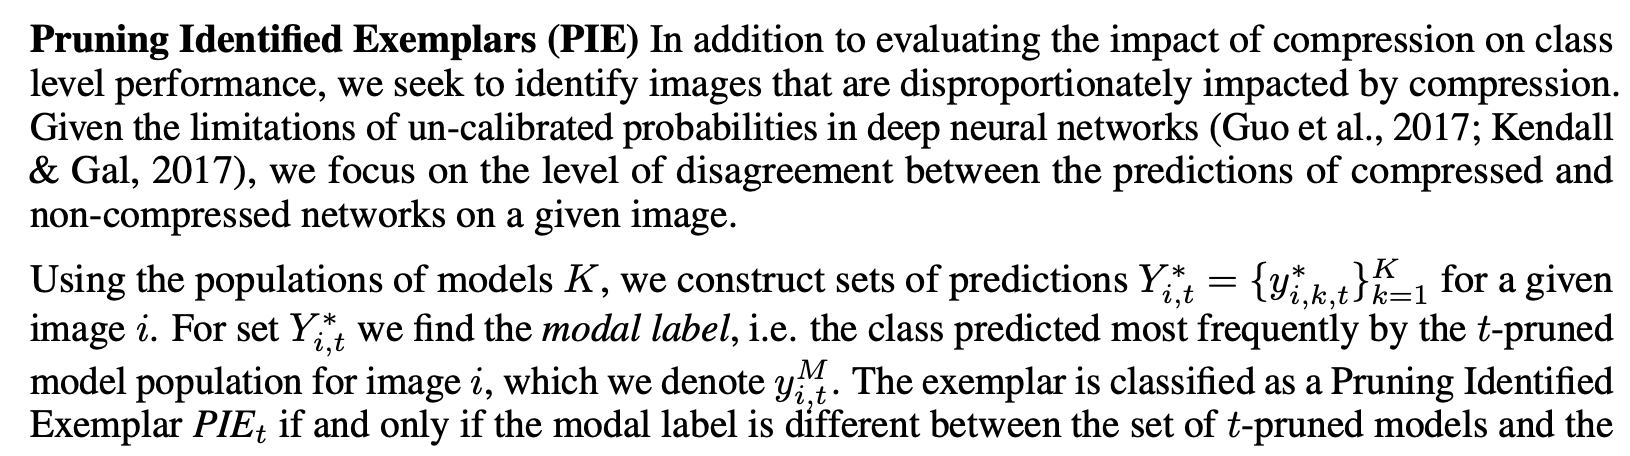 Pruning Identified Exemplars (PIE) In addition to evaluating the impact of compression on class
level performance, we seek to identify images that are disproportionately impacted by compression.
Given the limitations of un-calibrated probabilities in deep neural networks (Guo et al., 2017; Kendall
& Gal, 2017), we focus on the level of disagreement between the predictions of compressed and
non-compressed networks on a given image.
Using the populations of models K, we construct sets of predictions Y^*_{i,t} = {y^*_{i,k,t}}^K_{k=1} for a given
image i. For set Y^*_{i,t} we find the modal label, i.e. the class predicted most frequently by the t-pruned
model population for image i, which we denote y^M_{i,t}. The exemplar is classified as a Pruning Identified
Exemplar PIE_t if and only if the modal label is different between the set of t-pruned models and the